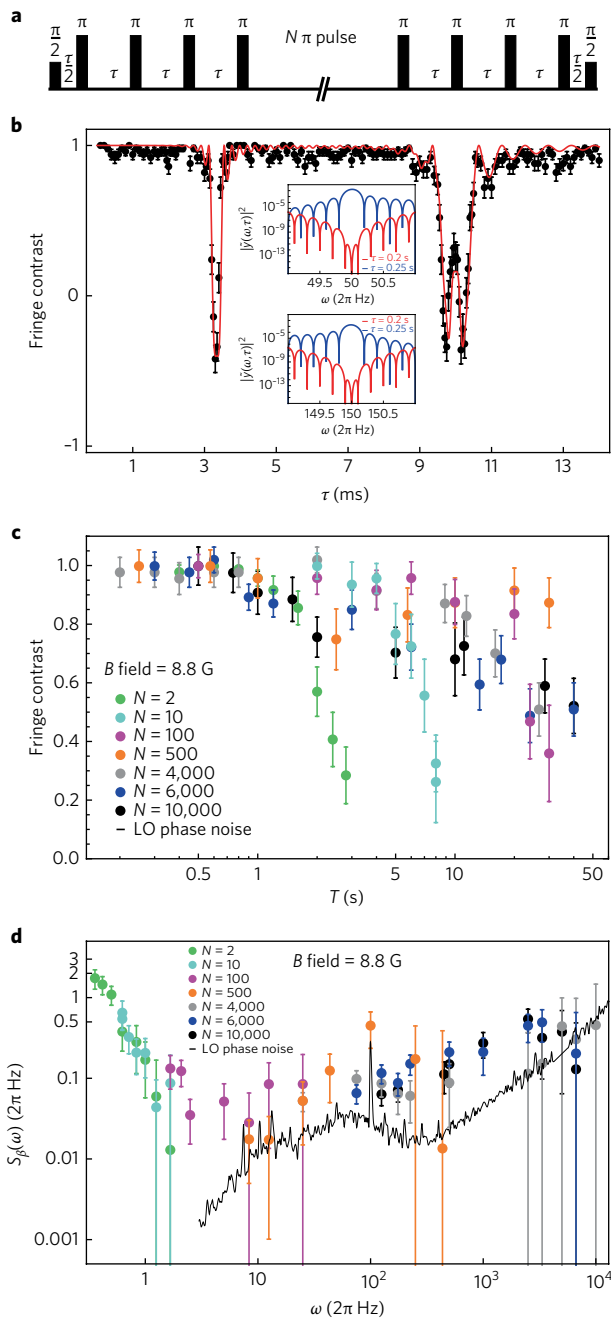 a
π/2 τ/2 π τ π τ π τ π N π pulse π τ π τ π τ π τ/2 π/2
b
Fringe contrast
1
0
−1
|ỹ(ω,τ)|²
10⁻⁵
10⁻⁹
10⁻¹³
τ = 0.2 s
τ = 0.25 s
49.5 50 50.5
ω (2π Hz)
|ỹ(ω,τ)|²
10⁻⁵
10⁻⁹
10⁻¹³
τ = 0.2 s
τ = 0.25 s
149.5 150 150.5
ω (2π Hz)
1 3 5 7 9 11 13
τ (ms)
c
Fringe contrast
1.0
0.8
0.6
0.4
0.2
0.0
B field = 8.8 G
N = 2
N = 10
N = 100
N = 500
N = 4,000
N = 6,000
N = 10,000
LO phase noise
0.5 1 5 10 50
T (s)
d
S_β(ω) (2π Hz)
3
2
1
0.5
0.1
0.01
0.001
N = 2
N = 10
N = 100
N = 500
N = 4,000
N = 6,000
N = 10,000
LO phase noise
B field = 8.8 G
1 10 10² 10³ 10⁴
ω (2π Hz)